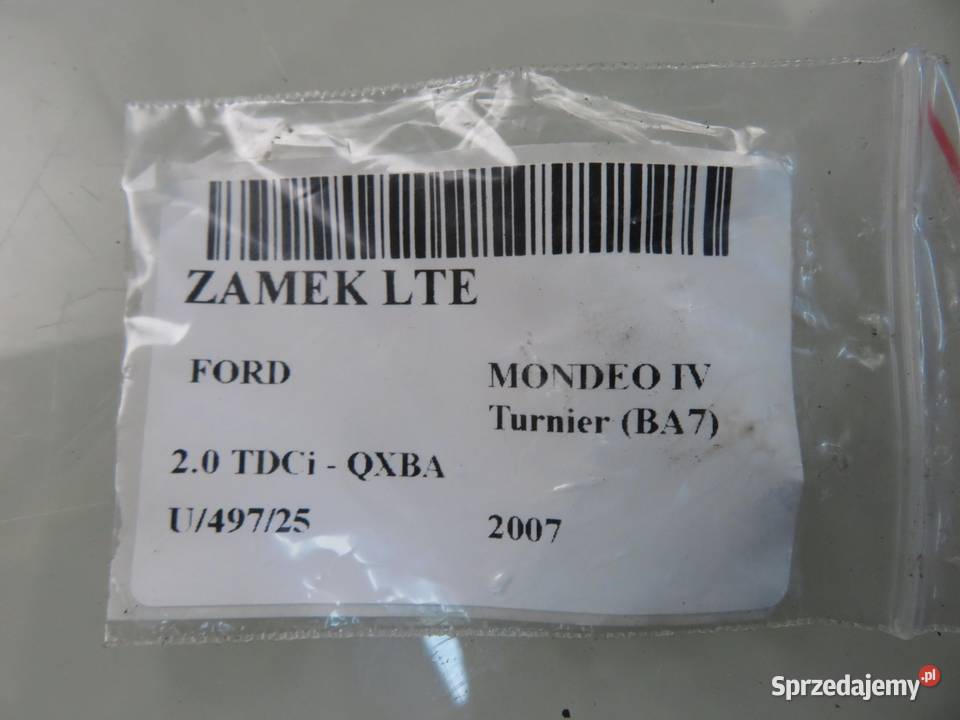 ZAMEK LTE
FORD
MONDEO IV
Turnier (BA7)
2.0 TDCi - QXBA
U/497/25
2007
Sprzedajemy.pl